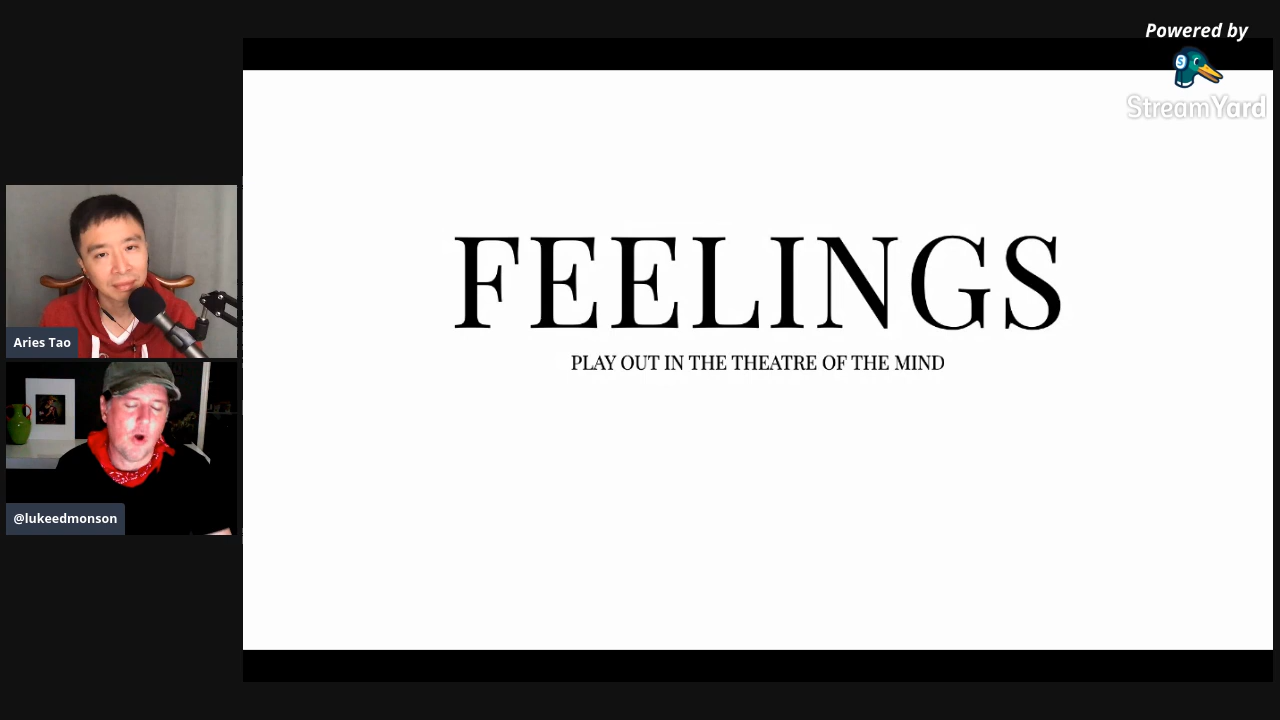 Powered by
StreamYard
FEELINGS
PLAY OUT IN THE THEATRE OF THE MIND
Aries Tao
@lukeedmonson